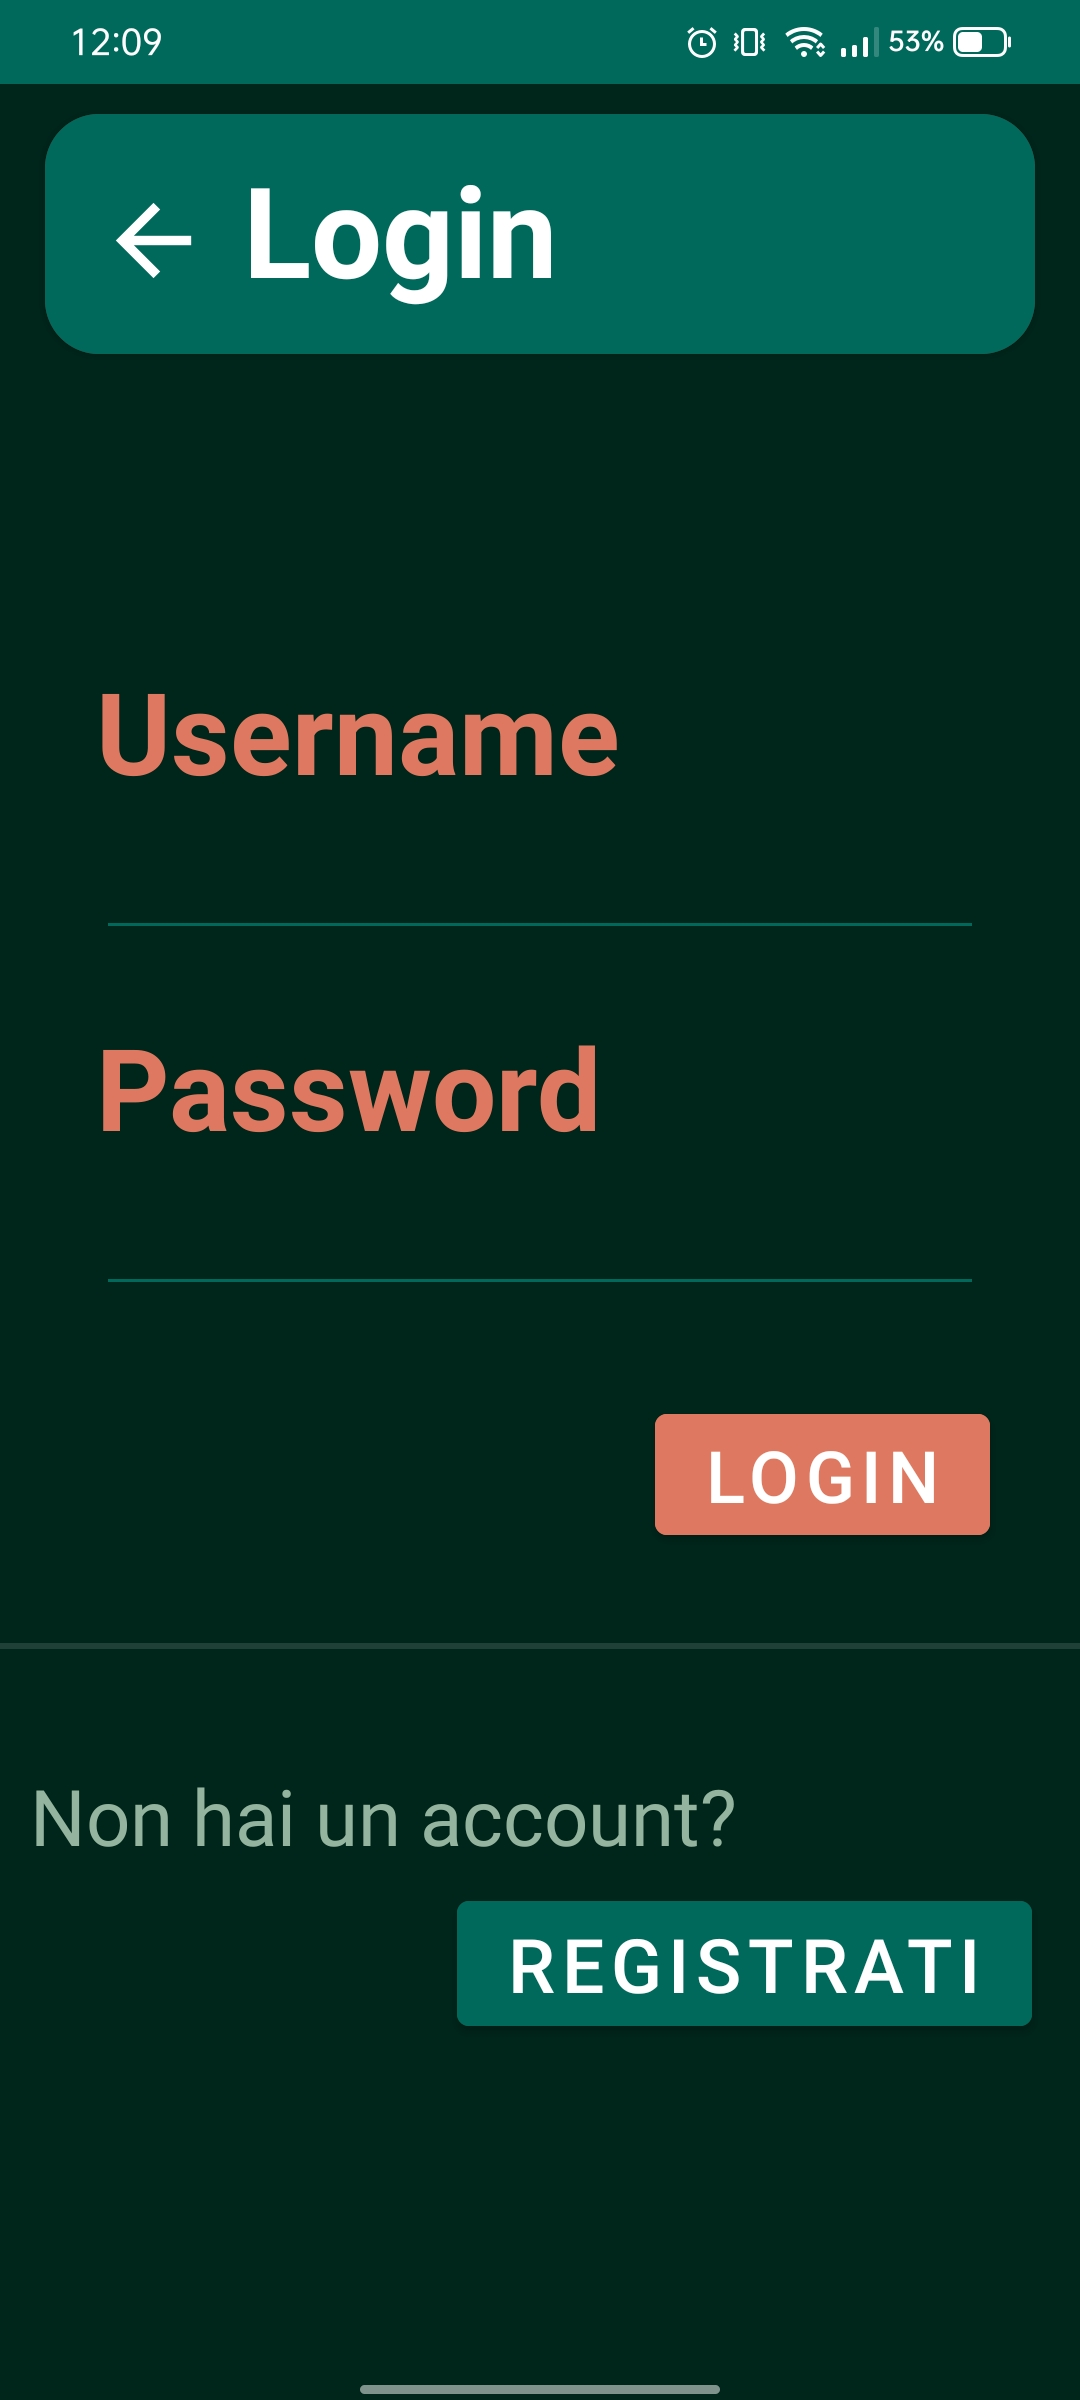 12:09
53%
Login
Username
Password
LOGIN
Non hai un account?
REGISTRATI